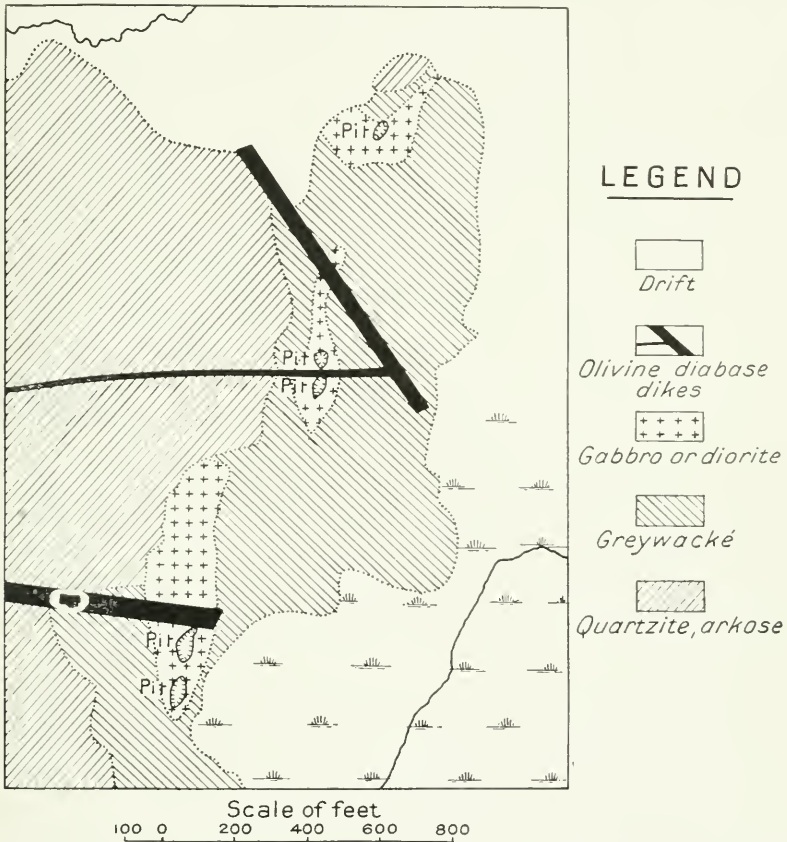 Pit
Pit
Pit
Pit
Pit
LEGEND
Drift
Olivine diabase
dikes
Gabbro or diorite
Greywacké
Quartzite, arkose
Scale of feet
100 0 200 400 600 800